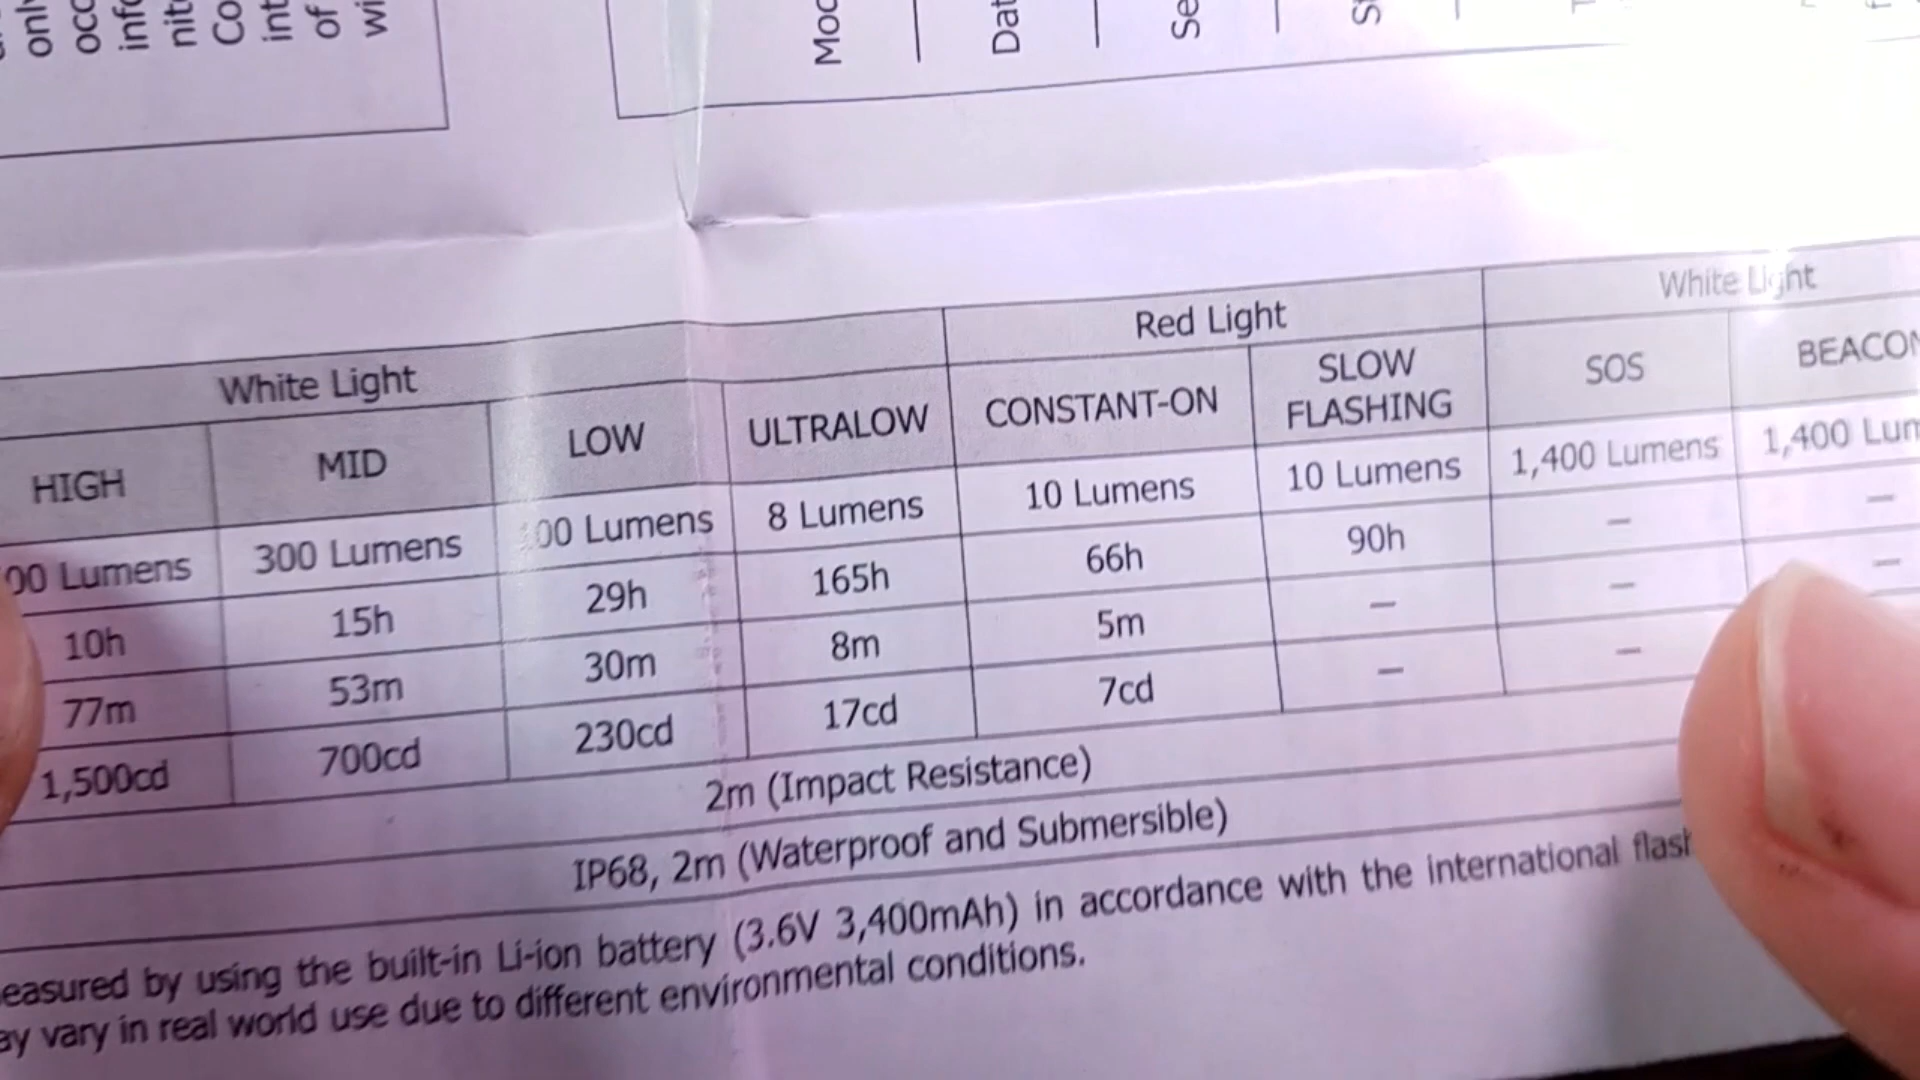 White Light Red Light White Light
HIGH MID LOW ULTRALOW CONSTANT-ON SLOW FLASHING SOS
Lumens 300 Lumens Lumens 8 Lumens 10 Lumens 10 Lumens 1,400 Lumens 1,400
10h 15h 29h 165h 66h 90h – –
77m 53m 30m 8m 5m – – –
1,500cd 700cd 230cd 17cd 7cd – –
2m (Impact Resistance)
IP68, 2m (Waterproof and Submersible)
by using the built-in Li-ion battery (3.6V 3,400mAh) in accordance with the international
vary in real world use due to different environmental conditions.